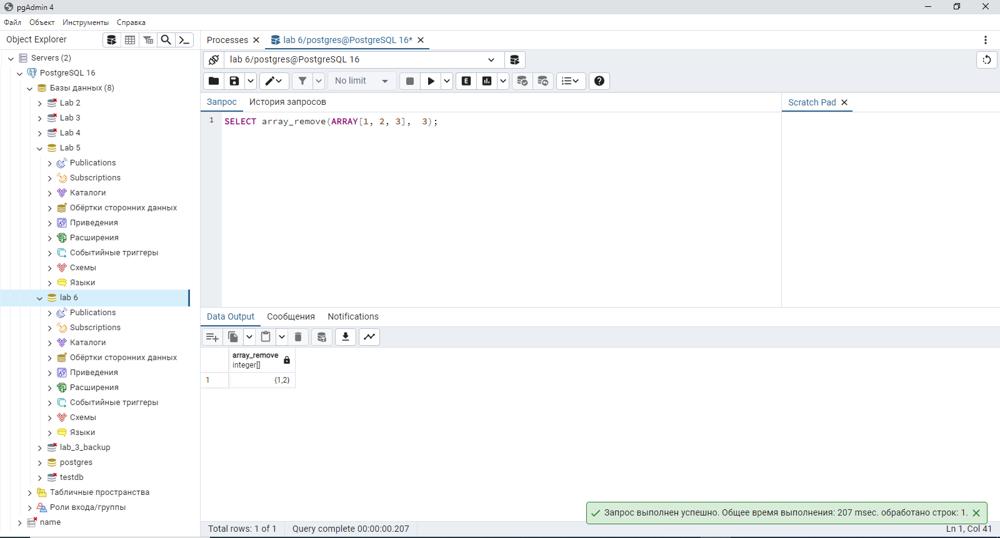 pgAdmin 4
Файл Объект Инструменты Справка
Object Explorer
Servers (2)
PostgreSQL 16
Базы данных (8)
Lab 2
Lab 3
Lab 4
Lab 5
Publications
Subscriptions
Каталоги
Обёртки сторонних данных
Приведения
Расширения
Событийные триггеры
Схемы
Языки
lab 6
Publications
Subscriptions
Каталоги
Обёртки сторонних данных
Приведения
Расширения
Событийные триггеры
Схемы
Языки
lab_3_backup
postgres
testdb
Табличные пространства
Роли входа/группы
name
Processes lab 6/postgres@PostgreSQL 16*
lab 6/postgres@PostgreSQL 16
No limit E
Запрос История запросов
Scratch Pad
1 SELECT array_remove(ARRAY[1, 2, 3],  3);
Data Output Сообщения Notifications
array_remove
integer[]
1 {1,2}
Запрос выполнен успешно. Общее время выполнения: 207 msec. обработано строк: 1.
Total rows: 1 of 1 Query complete 00:00:00.207 Ln 1, Col 41